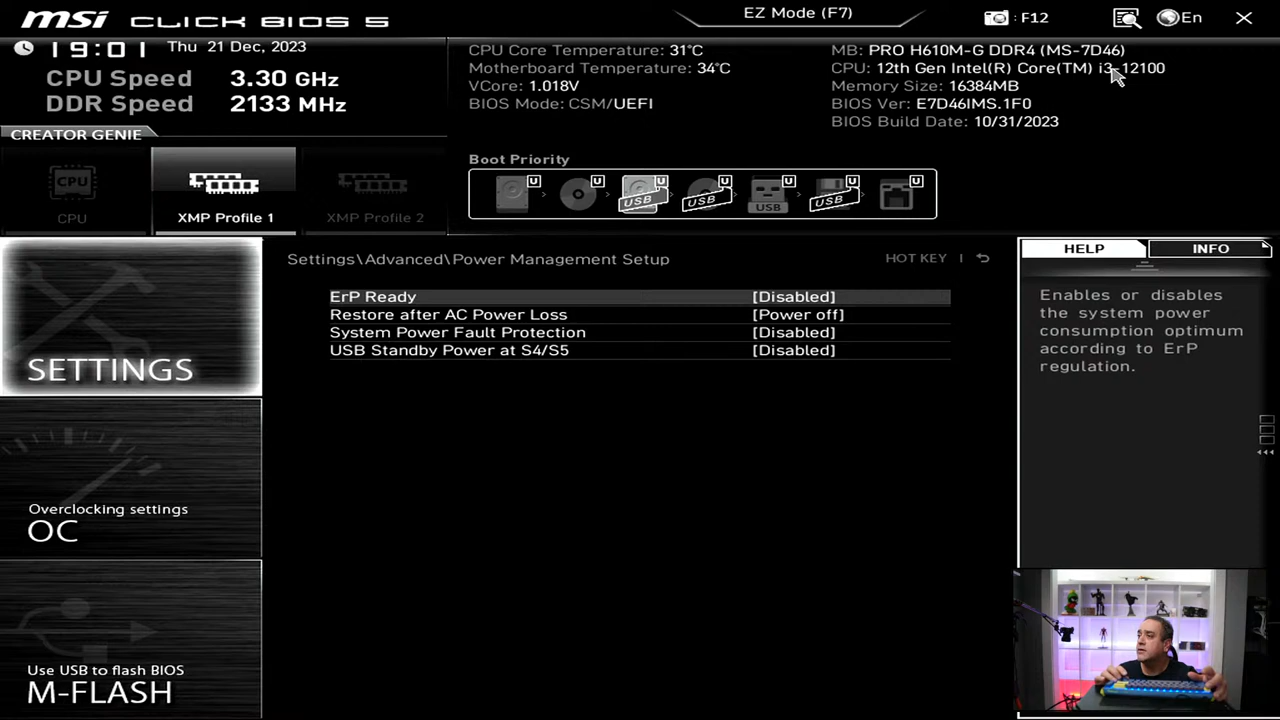 msi CLICK BIOS 5
EZ Mode (F7)
: F12
En
19:01 Thu 21 Dec, 2023
CPU Speed 3.30 GHz
DDR Speed 2133 MHz
CREATOR GENIE
CPU
XMP Profile 1
XMP Profile 2
CPU Core Temperature: 31°C
Motherboard Temperature: 34°C
VCore: 1.018V
BIOS Mode: CSM/UEFI
MB: PRO H610M-G DDR4 (MS-7D46)
CPU: 12th Gen Intel(R) Core(TM) i3-12100
Memory Size: 16384MB
BIOS Ver: E7D46IMS.1F0
BIOS Build Date: 10/31/2023
Boot Priority
U U U U U U U
USB USB USB USB
SETTINGS
Overclocking settings
OC
Use USB to flash BIOS
M-FLASH
Settings\Advanced\Power Management Setup
HOT KEY
ErP Ready [Disabled]
Restore after AC Power Loss [Power off]
System Power Fault Protection [Disabled]
USB Standby Power at S4/S5 [Disabled]
HELP
INFO
Enables or disables
the system power
consumption optimum
according to ErP
regulation.